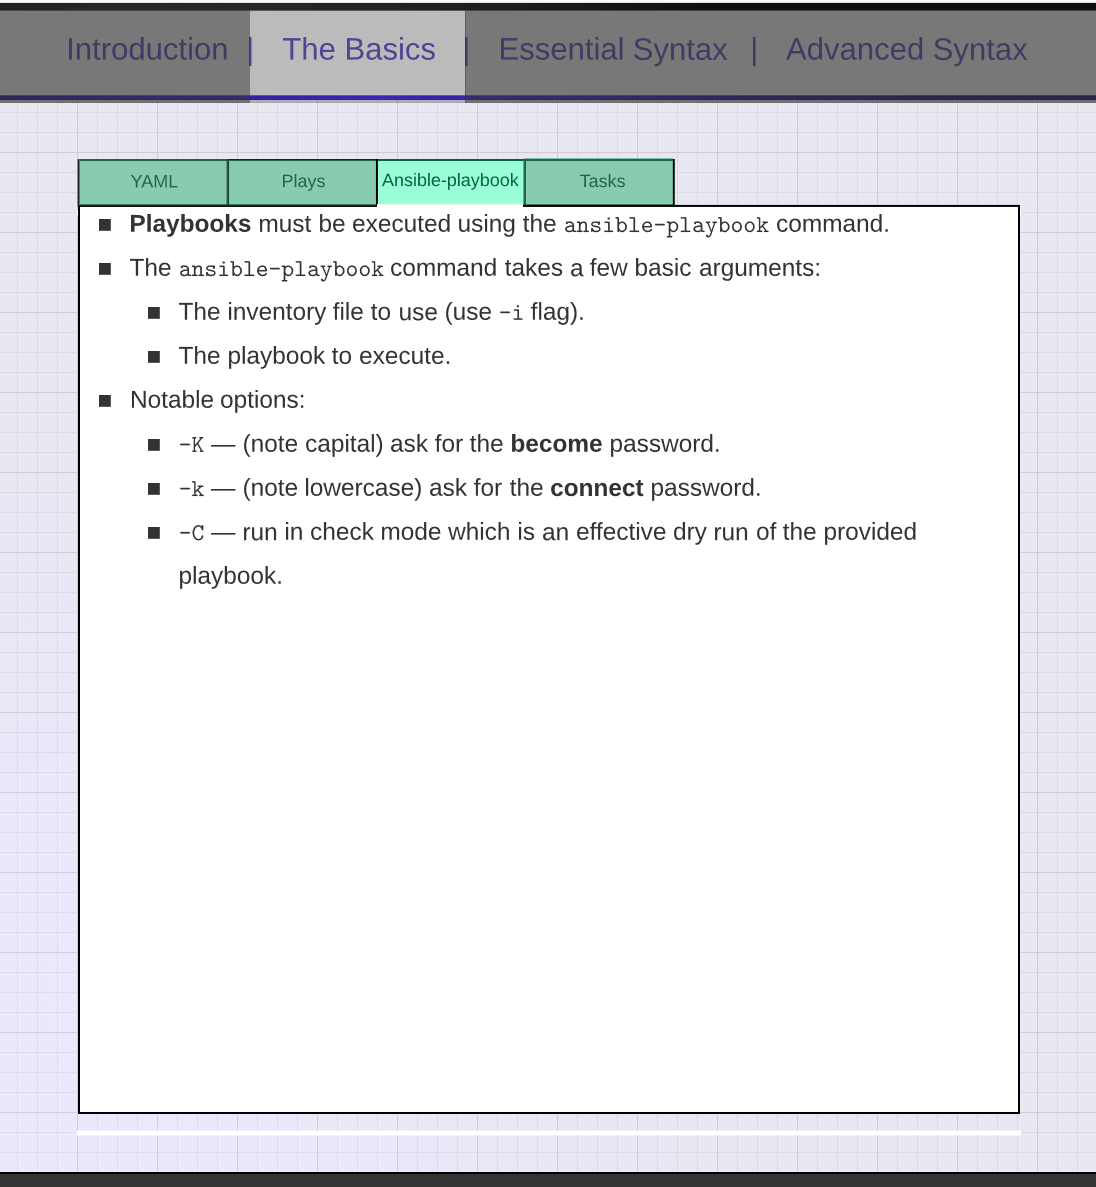 Introduction | The Basics | Essential Syntax | Advanced Syntax
YAML Plays Ansible-playbook Tasks
■ Playbooks must be executed using the ansible-playbook command.
■ The ansible-playbook command takes a few basic arguments:
■ The inventory file to use (use -i flag).
■ The playbook to execute.
■ Notable options:
■ -K — (note capital) ask for the become password.
■ -k — (note lowercase) ask for the connect password.
■ -C — run in check mode which is an effective dry run of the provided
playbook.